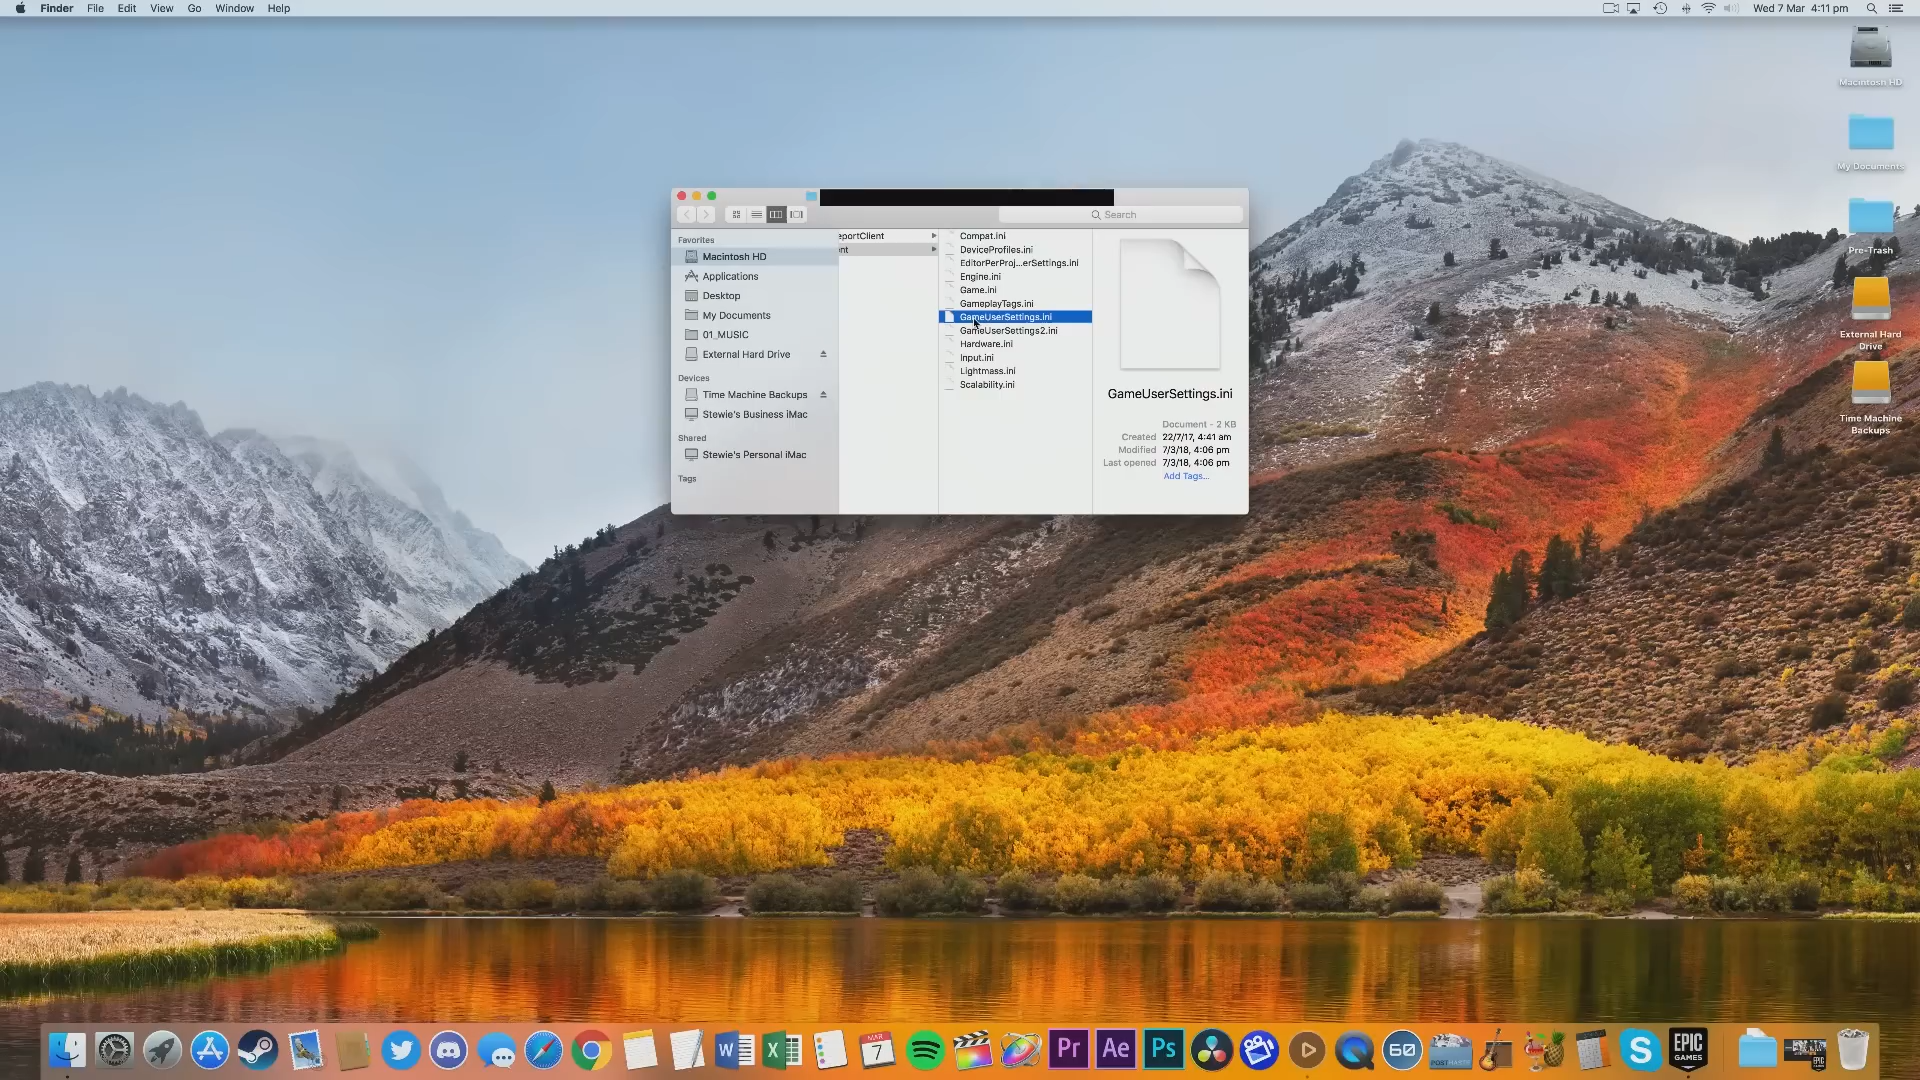 Finder File Edit View Go Window Help
Wed 7 Mar 4:11 pm
Macintosh HD
My Documents
Pre-Trash
External Hard
Drive
Time Machine
Backups
Search
Favorites
Macintosh HD
Applications
Desktop
My Documents
01_MUSIC
External Hard Drive
Devices
Time Machine Backups
Stewie's Business iMac
Shared
Stewie's Personal iMac
Tags
eportClient
nt
Compat.ini
DeviceProfiles.ini
EditorPerProj...erSettings.ini
Engine.ini
Game.ini
GameplayTags.ini
GameUserSettings.ini
GameUserSettings2.ini
Hardware.ini
Input.ini
Lightmass.ini
Scalability.ini
GameUserSettings.ini
Document - 2 KB
Created 22/7/17, 4:41 am
Modified 7/3/18, 4:06 pm
Last opened 7/3/18, 4:06 pm
Add Tags...
W
X
MAR
7
Pr
Ae
Ps
60
POSTHASTE
S
EPIC
GAMES